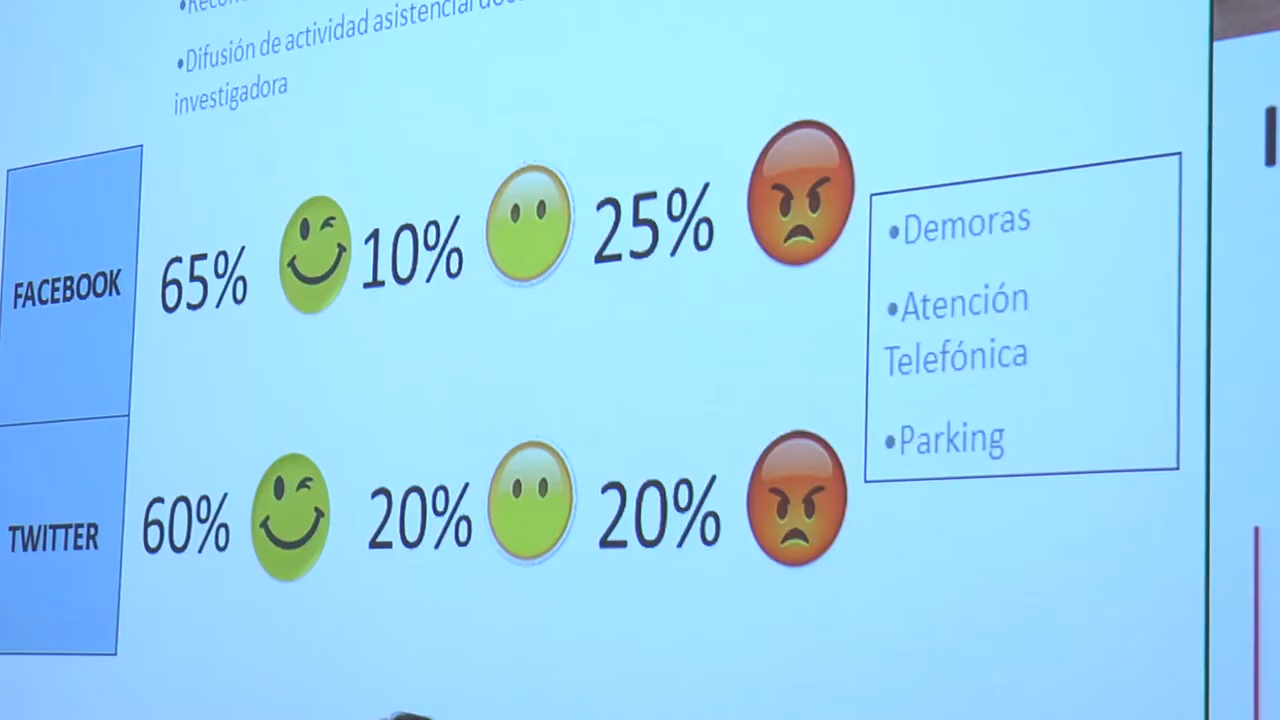 •Difusión de actividad asistencial
investigadora
FACEBOOK
65% 10% 25%
•Demoras
•Atención
Telefónica
•Parking
TWITTER
60% 20% 20%